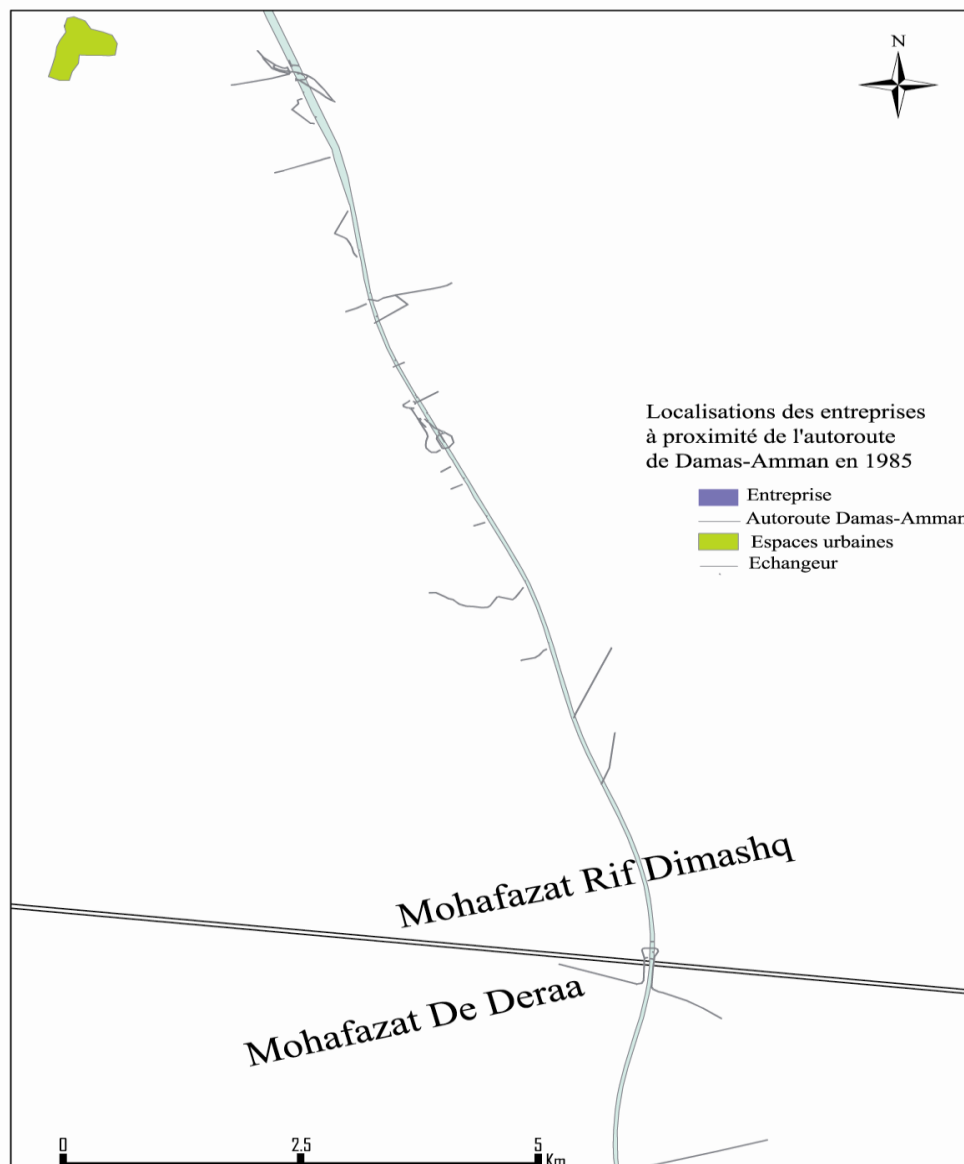 N
Localisations des entreprises
à proximité de l'autoroute
de Damas-Amman en 1985
Entreprise
Autoroute Damas-Amman
Espaces urbaines
Echangeur
Mohafazat Rif Dimashq
Mohafazat De Deraa
0 2.5 5
Km